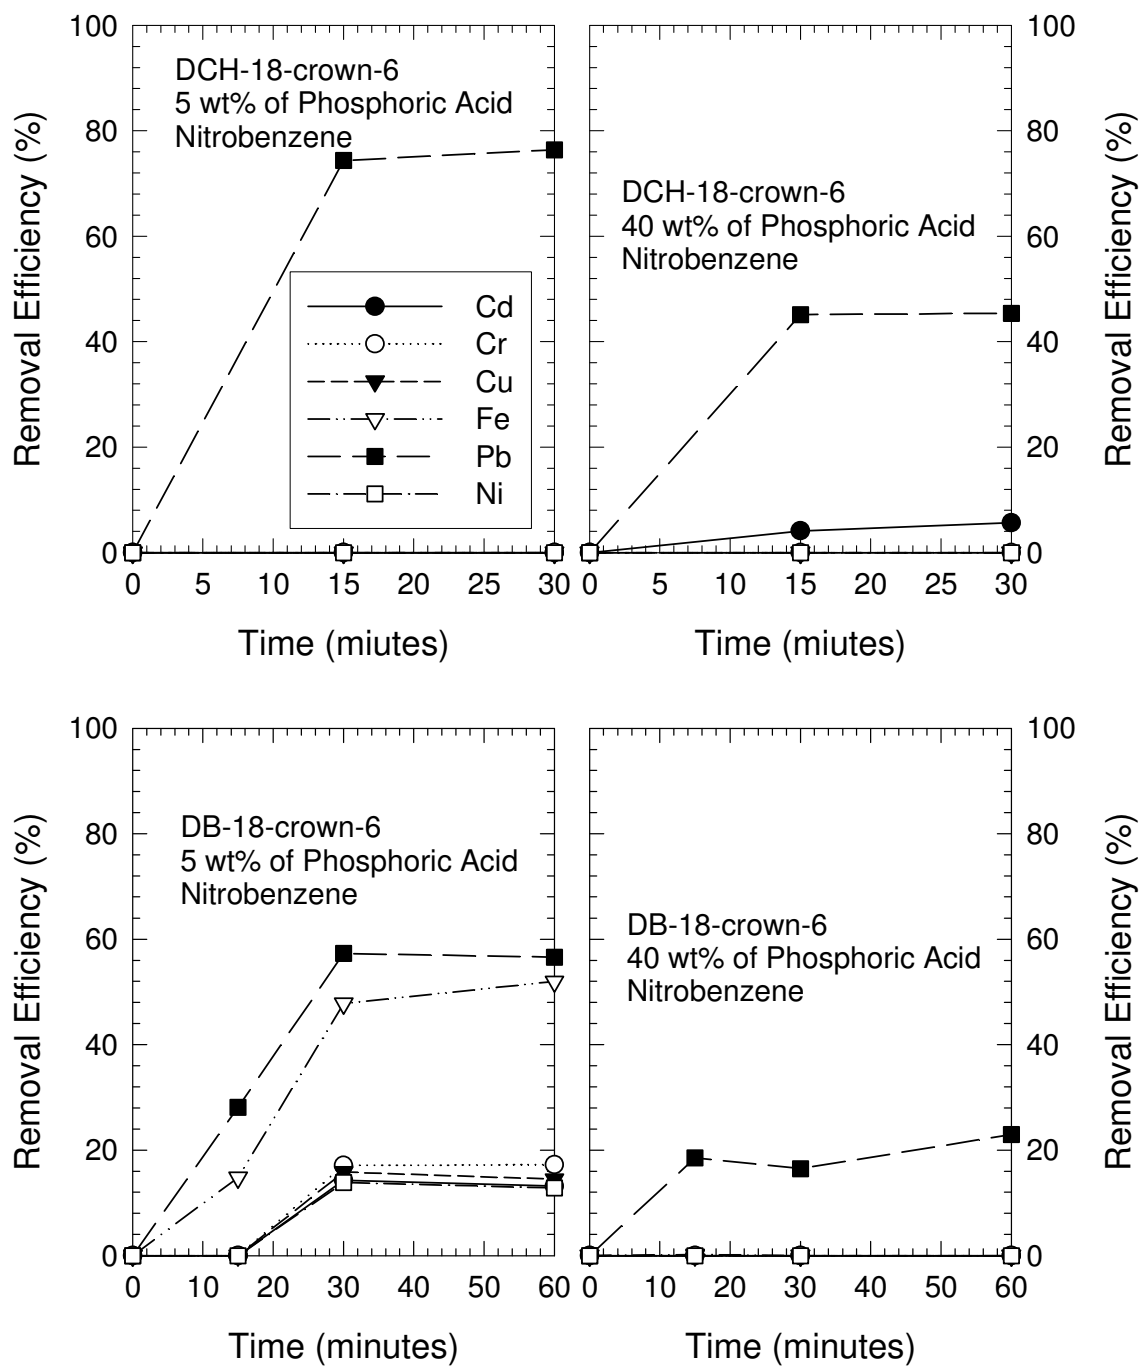 100
80
60
40
20
0
Removal Efficiency (%)
DCH-18-crown-6
5 wt% of Phosphoric Acid
Nitrobenzene
Cd
Cr
Cu
Fe
Pb
Ni
0 5 10 15 20 25 30
Time (miutes)
DCH-18-crown-6
40 wt% of Phosphoric Acid
Nitrobenzene
100
80
60
40
20
0
Removal Efficiency (%)
0 5 10 15 20 25 30
Time (miutes)
100
80
60
40
20
0
Removal Efficiency (%)
DB-18-crown-6
5 wt% of Phosphoric Acid
Nitrobenzene
0 10 20 30 40 50 60
Time (minutes)
DB-18-crown-6
40 wt% of Phosphoric Acid
Nitrobenzene
100
80
60
40
20
0
Removal Efficiency (%)
0 10 20 30 40 50 60
Time (minutes)